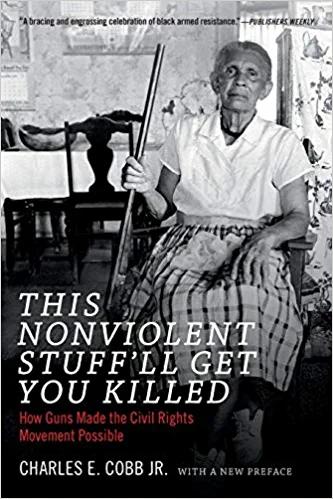 "A bracing and engrossing celebration of black armed resistance." —PUBLISHERS WEEKLY
THIS
NONVIOLENT
STUFF'LL GET
YOU KILLED
How Guns Made the Civil Rights
Movement Possible
CHARLES E. COBB JR. WITH A NEW PREFACE